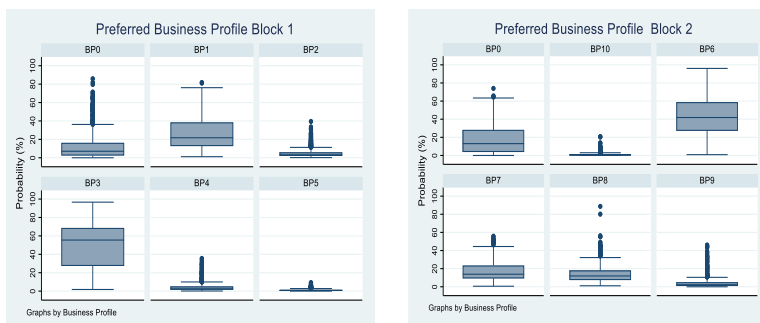 Preferred Business Profile Block 1
BP0 BP1 BP2
0 20 40 60 80 100
BP3 BP4 BP5
0 20 40 60 80 100
Probability (%)
Graphs by Business Profile
Preferred Business Profile Block 2
BP0 BP10 BP6
0 20 40 60 80 100
BP7 BP8 BP9
0 20 40 60 80 100
Probability (%)
Graphs by Business Profile